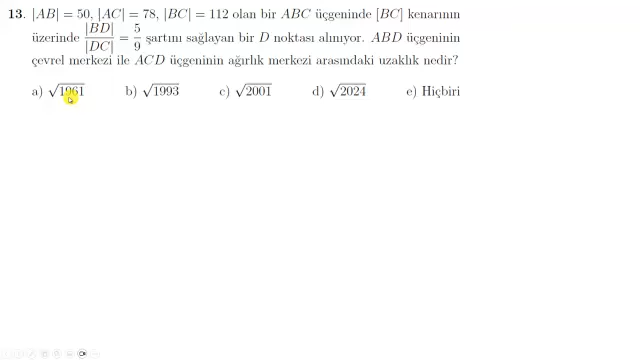 13. |AB| = 50, |AC| = 78, |BC| = 112 olan bir ABC üçgeninde [BC] kenarının
üzerinde |BD|/|DC| = 5/9 şartını sağlayan bir D noktası alınıyor. ABD üçgeninin
çevrel merkezi ile ACD üçgeninin ağırlık merkezi arasındaki uzaklık nedir?
a) √1961 b) √1993 c) √2001 d) √2024 e) Hiçbiri